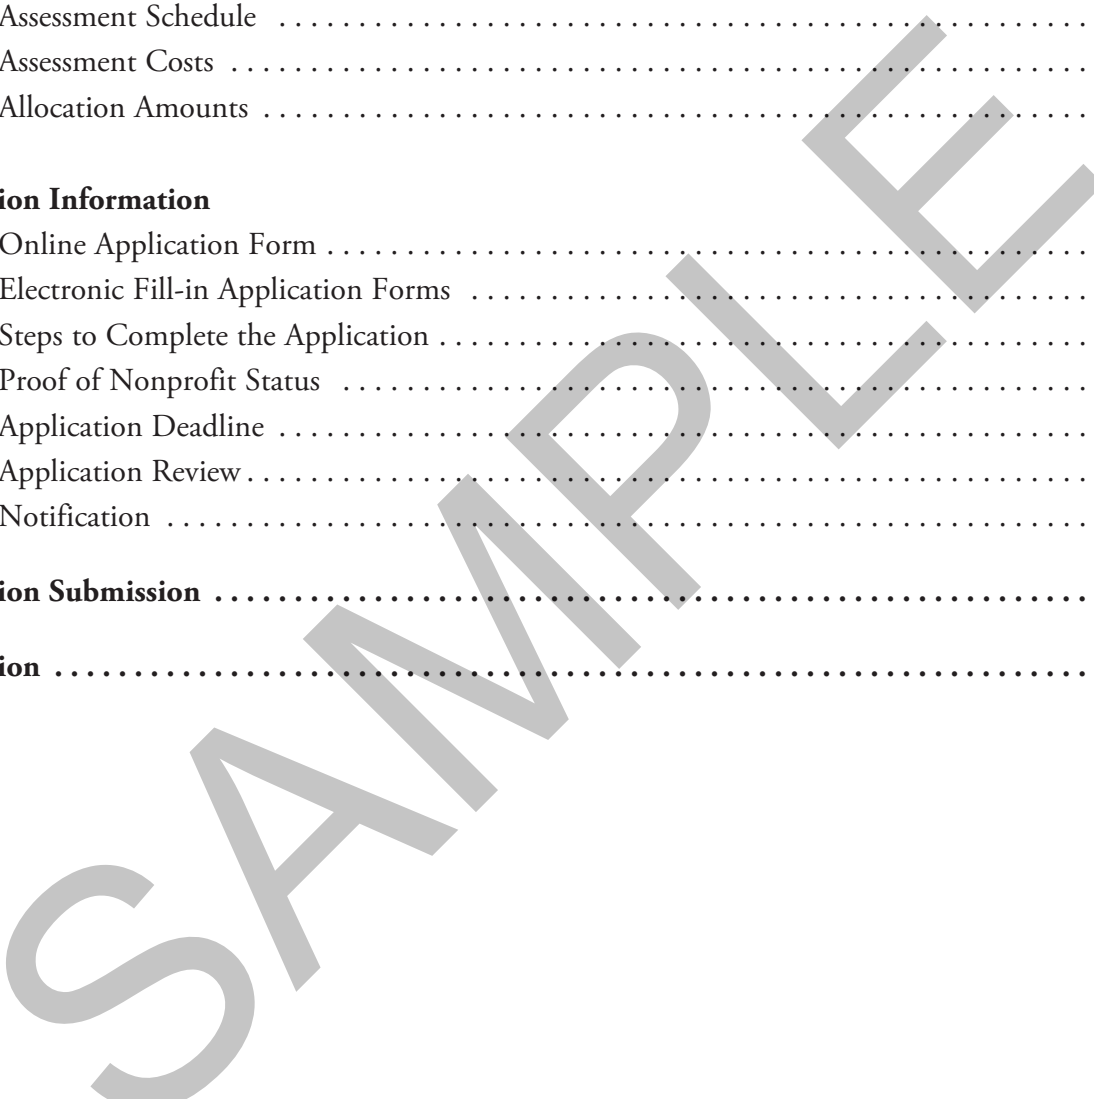 Assessment Schedule . . . . . . . . . . . . . . . . . . . . . . . . . . . . . . . . . . . . . . . . . . . . . . . . . . .
Assessment Costs . . . . . . . . . . . . . . . . . . . . . . . . . . . . . . . . . . . . . . . . . . . . . . . . . . . . . .
Allocation Amounts . . . . . . . . . . . . . . . . . . . . . . . . . . . . . . . . . . . . . . . . . . . . . . . . . . . .
ion Information
Online Application Form . . . . . . . . . . . . . . . . . . . . . . . . . . . . . . . . . . . . . . . . . . . . . . . .
Electronic Fill-in Application Forms . . . . . . . . . . . . . . . . . . . . . . . . . . . . . . . . . . . . . . .
Steps to Complete the Application . . . . . . . . . . . . . . . . . . . . . . . . . . . . . . . . . . . . . . . . .
Proof of Nonprofit Status . . . . . . . . . . . . . . . . . . . . . . . . . . . . . . . . . . . . . . . . . . . . . . .
Application Deadline . . . . . . . . . . . . . . . . . . . . . . . . . . . . . . . . . . . . . . . . . . . . . . . . . . .
Application Review . . . . . . . . . . . . . . . . . . . . . . . . . . . . . . . . . . . . . . . . . . . . . . . . . . . . .
Notification . . . . . . . . . . . . . . . . . . . . . . . . . . . . . . . . . . . . . . . . . . . . . . . . . . . . . . . . . .
ion Submission . . . . . . . . . . . . . . . . . . . . . . . . . . . . . . . . . . . . . . . . . . . . . . . . . . . . . . .
ion . . . . . . . . . . . . . . . . . . . . . . . . . . . . . . . . . . . . . . . . . . . . . . . . . . . . . . . . . . . . . . . . .
SAMPLE